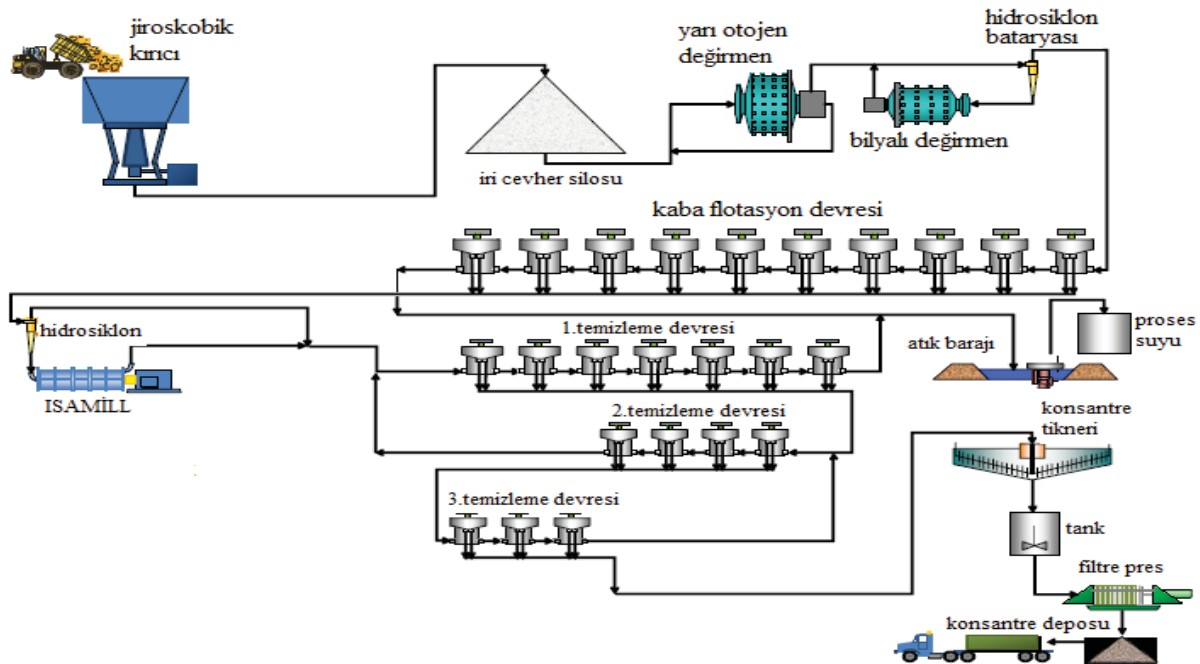 jiroskobik
kırıcı
yarı otojen
değirmen
hidrosiklon
bataryası
bilyalı değirmen
iri cevher silosu
kaba flotasyon devresi
hidrosiklon
ISAMİLL
1.temizleme devresi
atık barajı
proses
suyu
2.temizleme devresi
konsantre
tikneri
3.temizleme devresi
tank
filtre pres
konsantre deposu